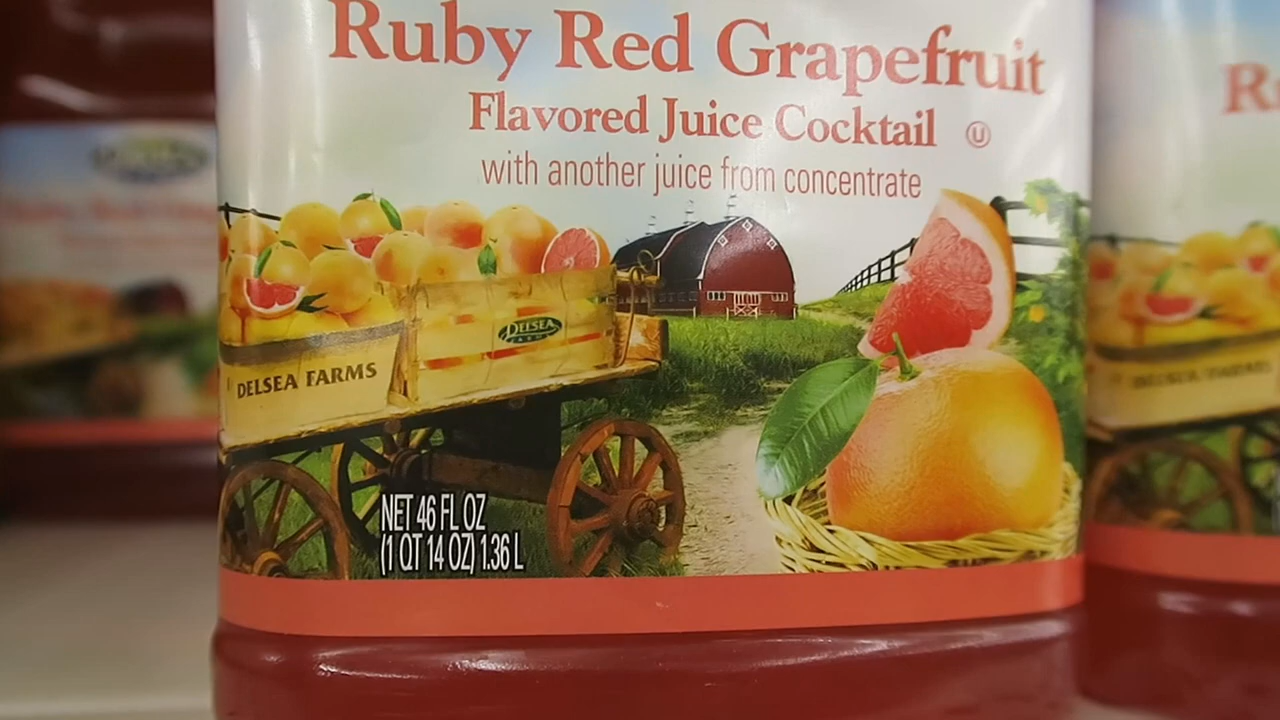 Ruby Red Grapefruit
Flavored Juice Cocktail Ⓤ
with another juice from concentrate
DELSEA
FARMS
DELSEA FARMS
NET 46 FL OZ
(1 QT 14 OZ) 1.36 L
R